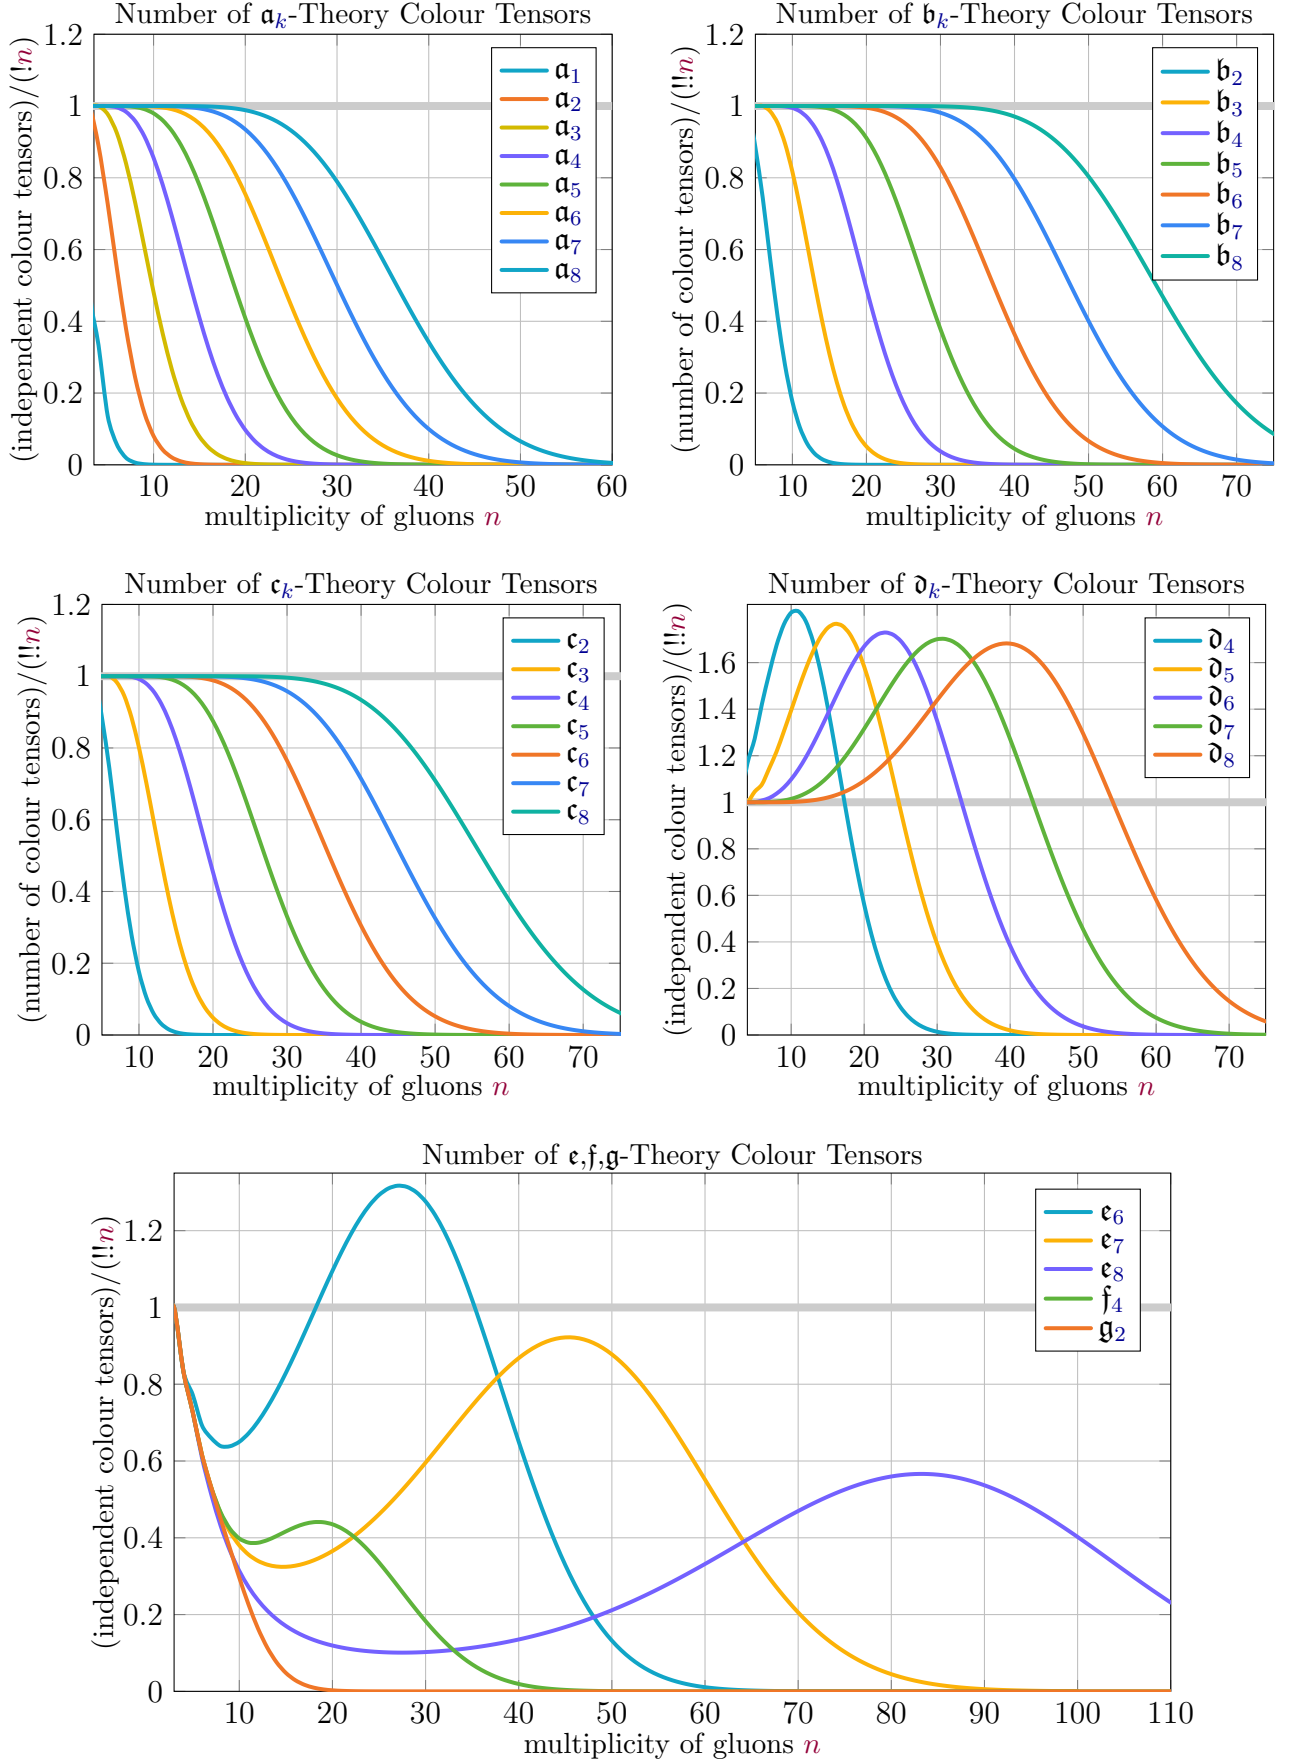 Number of 𝔞ₖ-Theory Colour Tensors
(independent colour tensors)/(!n)
1.2
1
0.8
0.6
0.4
0.2
0
𝔞₁
𝔞₂
𝔞₃
𝔞₄
𝔞₅
𝔞₆
𝔞₇
𝔞₈
10 20 30 40 50 60
multiplicity of gluons n
Number of 𝔟ₖ-Theory Colour Tensors
(number of colour tensors)/(!!n)
1.2
1
0.8
0.6
0.4
0.2
0
𝔟₂
𝔟₃
𝔟₄
𝔟₅
𝔟₆
𝔟₇
𝔟₈
10 20 30 40 50 60 70
multiplicity of gluons n
Number of 𝔠ₖ-Theory Colour Tensors
(number of colour tensors)/(!!n)
1.2
1
0.8
0.6
0.4
0.2
0
𝔠₂
𝔠₃
𝔠₄
𝔠₅
𝔠₆
𝔠₇
𝔠₈
10 20 30 40 50 60 70
multiplicity of gluons n
Number of 𝔡ₖ-Theory Colour Tensors
(independent colour tensors)/(!!n)
1.6
1.4
1.2
1
0.8
0.6
0.4
0.2
0
𝔡₄
𝔡₅
𝔡₆
𝔡₇
𝔡₈
10 20 30 40 50 60 70
multiplicity of gluons n
Number of 𝔢,𝔣,𝔤-Theory Colour Tensors
(independent colour tensors)/(!!n)
1.2
1
0.8
0.6
0.4
0.2
0
𝔢₆
𝔢₇
𝔢₈
𝔣₄
𝔤₂
10 20 30 40 50 60 70 80 90 100 110
multiplicity of gluons n